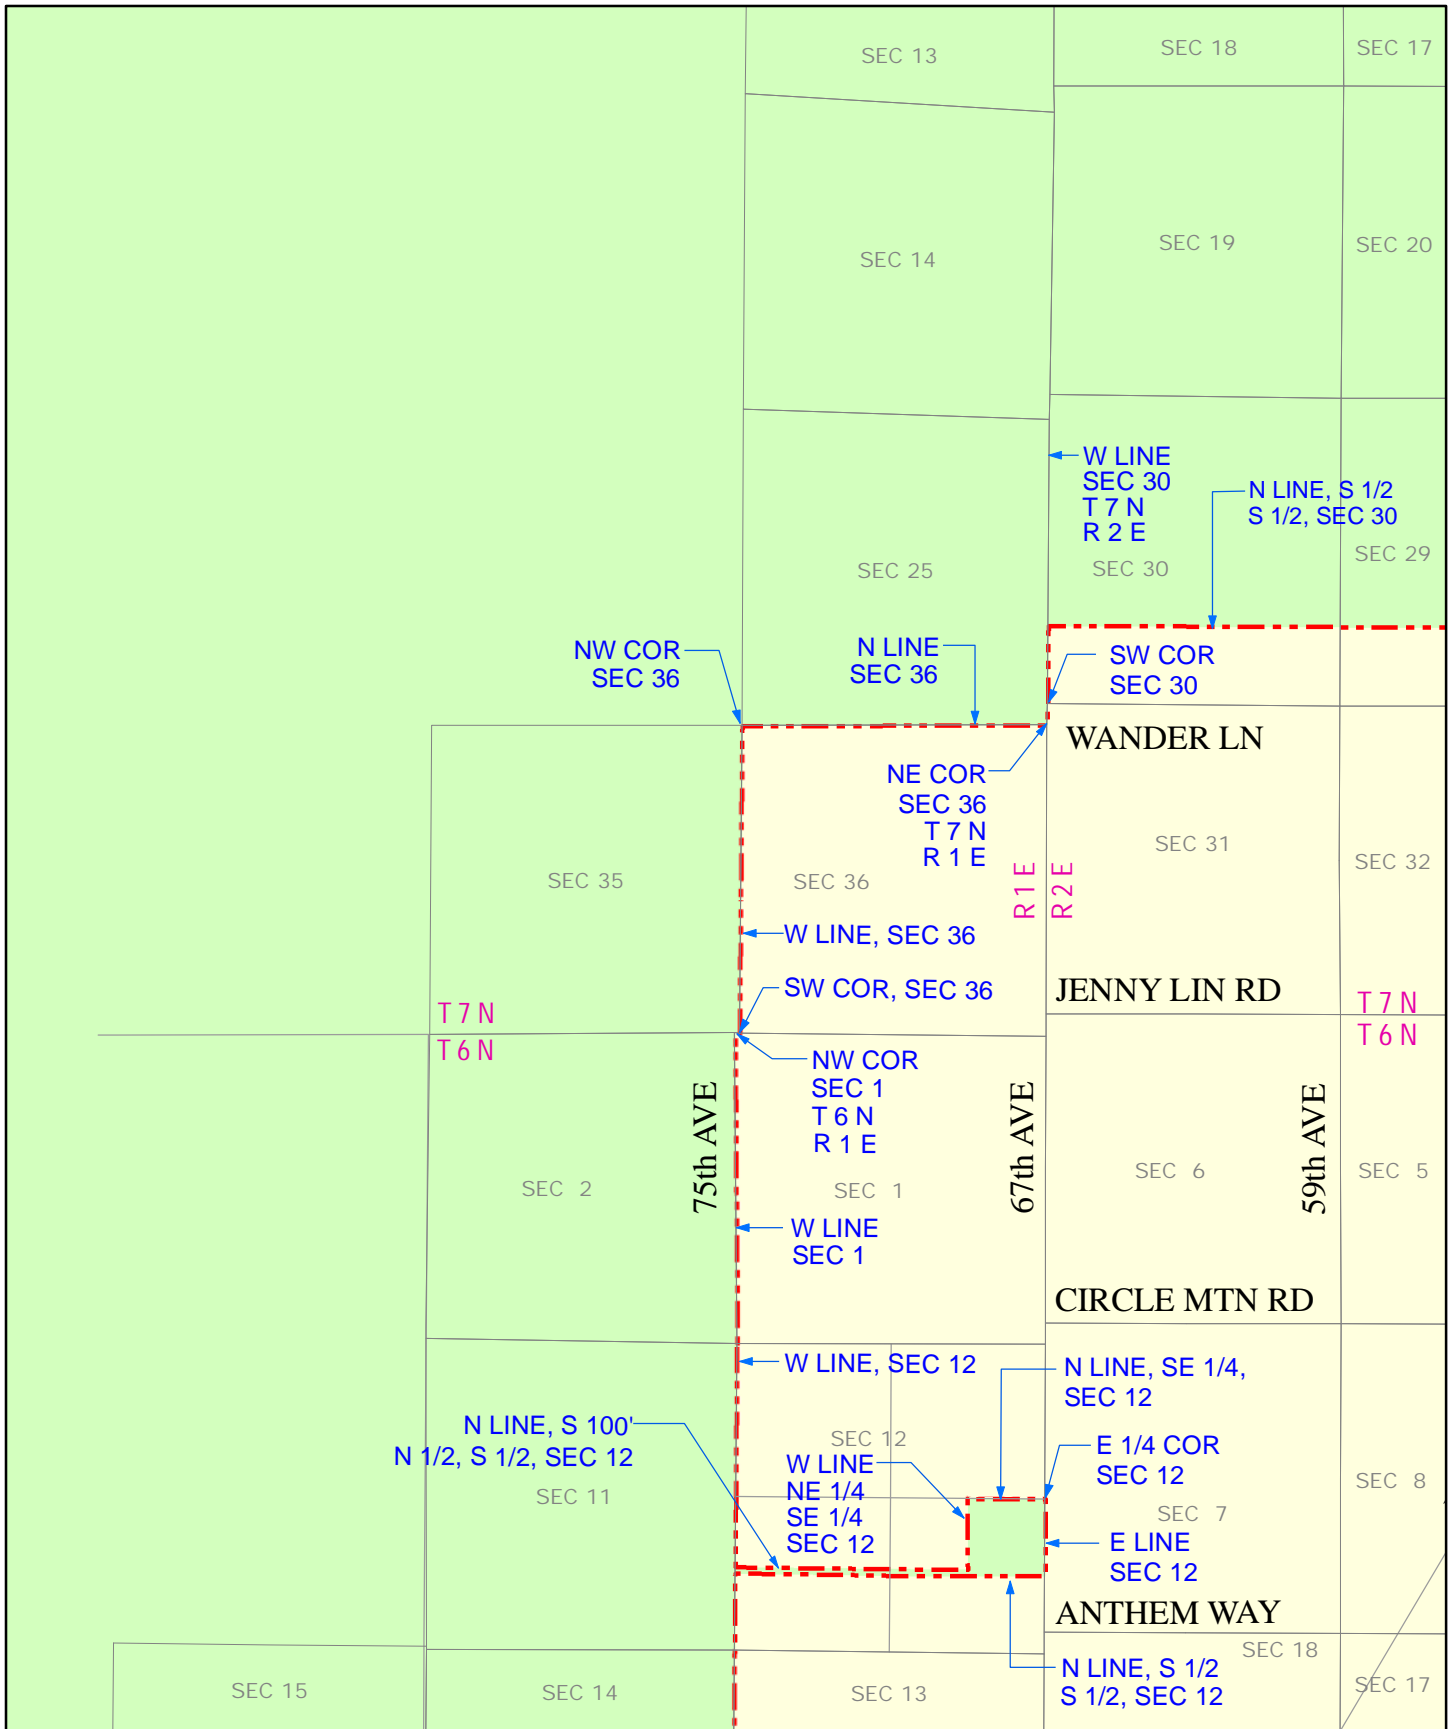 SEC 13
SEC 18
SEC 17
SEC 14
SEC 19
SEC 20
W LINE
SEC 30
T 7 N
R 2 E
N LINE, S 1/2
S 1/2, SEC 30
SEC 25
SEC 30
SEC 29
NW COR
SEC 36
N LINE
SEC 36
SW COR
SEC 30
WANDER LN
NE COR
SEC 36
T 7 N
R 1 E
SEC 35
SEC 36
R 1 E
R 2 E
SEC 31
SEC 32
W LINE, SEC 36
SW COR, SEC 36
JENNY LIN RD
T 7 N
T 6 N
T 7 N
T 6 N
NW COR
SEC 1
T 6 N
R 1 E
75th AVE
67th AVE
59th AVE
SEC 2
SEC 1
SEC 6
SEC 5
W LINE
SEC 1
CIRCLE MTN RD
W LINE, SEC 12
N LINE, SE 1/4,
SEC 12
N LINE, S 100'
N 1/2, S 1/2, SEC 12
SEC 12
W LINE
NE 1/4
SE 1/4
SEC 12
E 1/4 COR
SEC 12
SEC 11
SEC 7
SEC 8
E LINE
SEC 12
ANTHEM WAY
SEC 18
N LINE, S 1/2
S 1/2, SEC 12
SEC 15
SEC 14
SEC 13
SEC 17